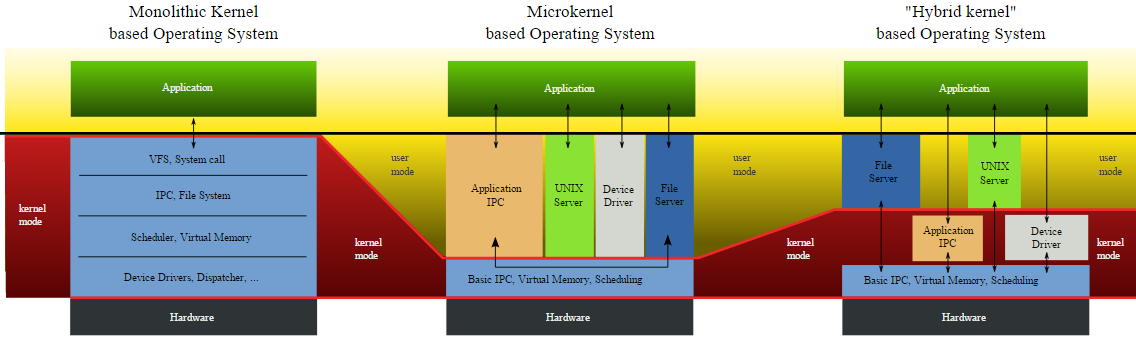 Monolithic Kernel
based Operating System
Microkernel
based Operating System
"Hybrid kernel"
based Operating System
Application
Application
Application
VFS, System call
IPC, File System
Scheduler, Virtual Memory
Device Drivers, Dispatcher, ...
kernel
mode
user
mode
kernel
mode
Application
IPC
UNIX
Server
Device
Driver
File
Server
Basic IPC, Virtual Memory, Scheduling
user
mode
kernel
mode
File
Server
UNIX
Server
Application
IPC
Device
Driver
user
mode
kernel
mode
Basic IPC, Virtual Memory, Scheduling
Hardware
Hardware
Hardware